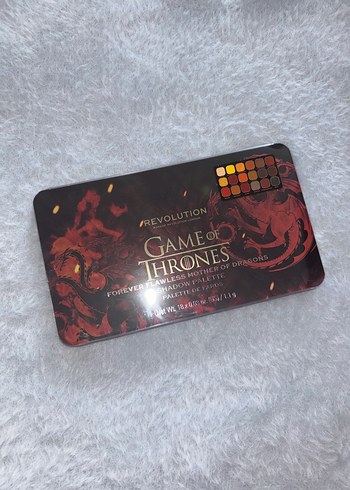 REVOLUTION
GAME OF
THRONES
FOREVER FLAWLESS MOTHER OF DRAGONS
SHADOW PALETTE
PALETTE DE FARDS